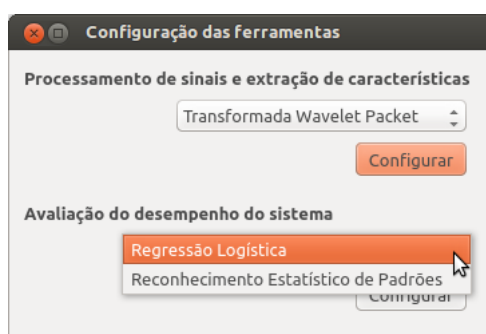 Configuração das ferramentas
Processamento de sinais e extração de características
Transformada Wavelet Packet
Configurar
Avaliação do desempenho do sistema
Regressão Logística
Reconhecimento Estatístico de Padrões
Configurar